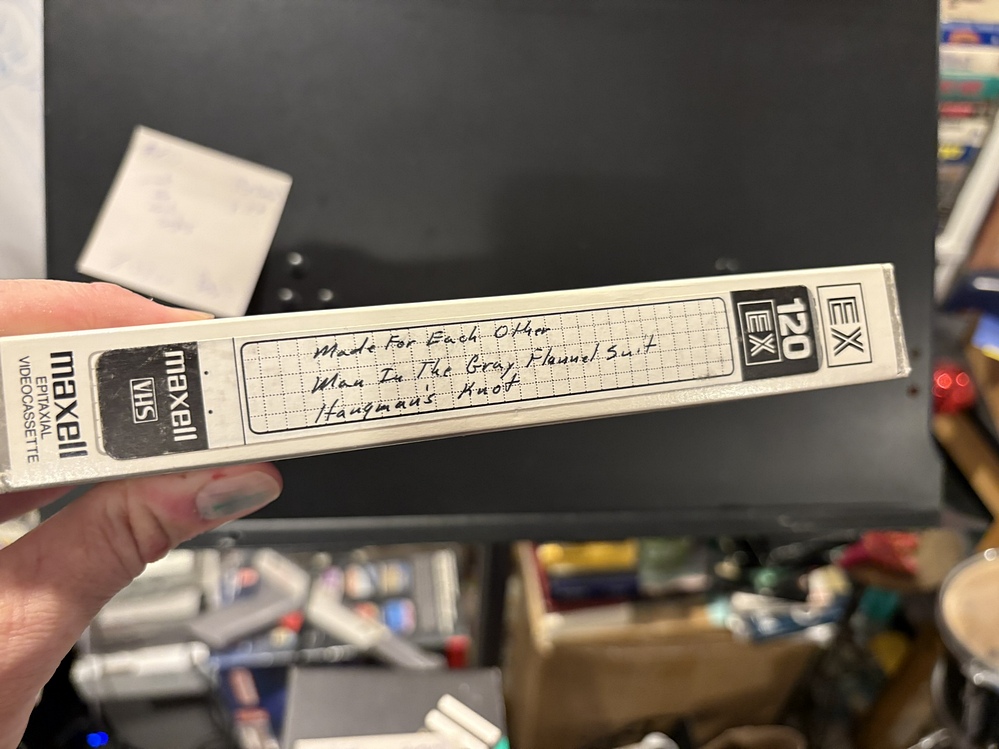 Made For Each Other
Man In The Gray Flannel Suit
Hangman's Knot
maxell
EPITAXIAL
VIDEOCASSETTE
maxell
VHS
120
EX
EX